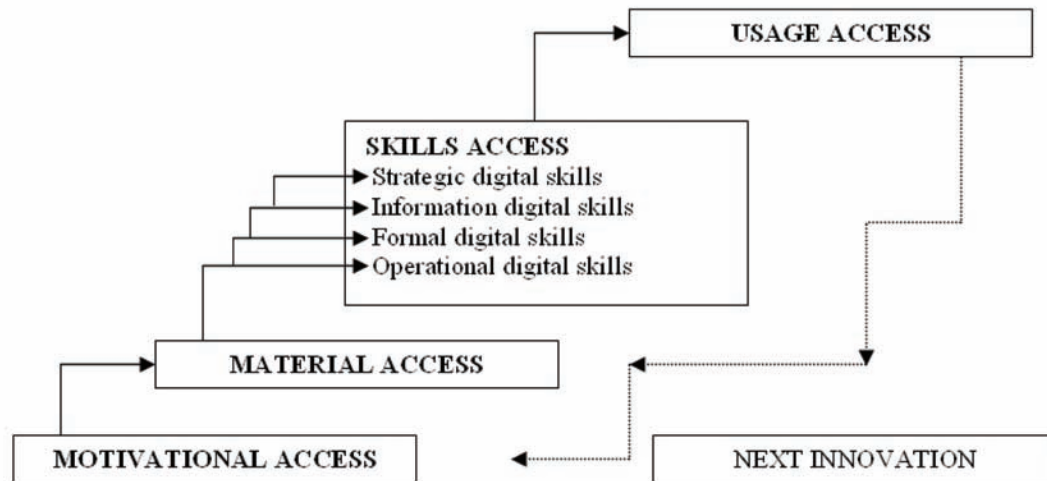 USAGE ACCESS
SKILLS ACCESS
Strategic digital skills
Information digital skills
Formal digital skills
Operational digital skills
MATERIAL ACCESS
MOTIVATIONAL ACCESS
NEXT INNOVATION